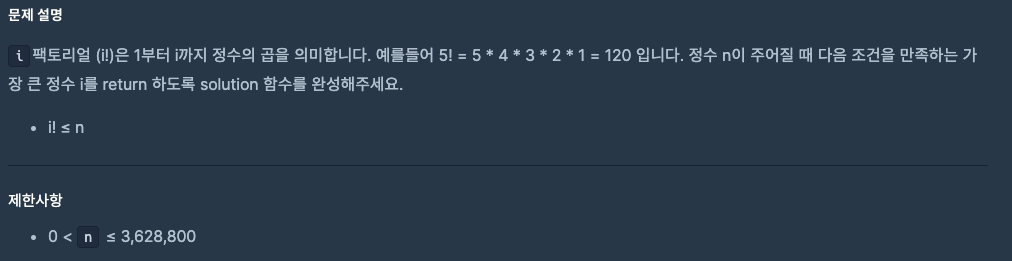 문제 설명
i 팩토리얼 (i!)은 1부터 i까지 정수의 곱을 의미합니다. 예를들어 5! = 5 * 4 * 3 * 2 * 1 = 120 입니다. 정수 n이 주어질 때 다음 조건을 만족하는 가
장 큰 정수 i를 return 하도록 solution 함수를 완성해주세요.
• i! ≤ n
제한사항
• 0 < n ≤ 3,628,800